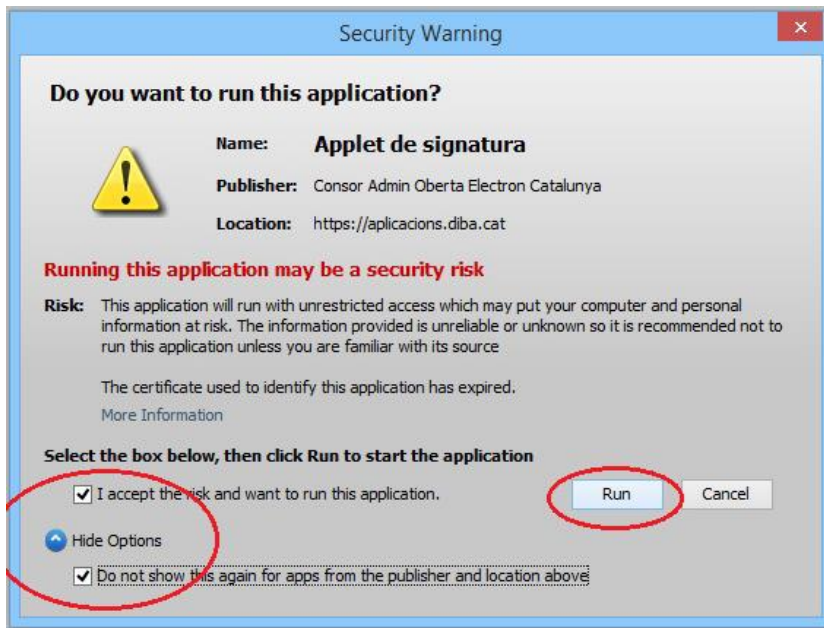 Security Warning
Do you want to run this application?
Name: Applet de signatura
Publisher: Consor Admin Oberta Electron Catalunya
Location: https://aplicacions.diba.cat
Running this application may be a security risk
Risk: This application will run with unrestricted access which may put your computer and personal
information at risk. The information provided is unreliable or unknown so it is recommended not to
run this application unless you are familiar with its source
The certificate used to identify this application has expired.
More Information
Select the box below, then click Run to start the application
I accept the risk and want to run this application.
Run
Cancel
Hide Options
Do not show this again for apps from the publisher and location above